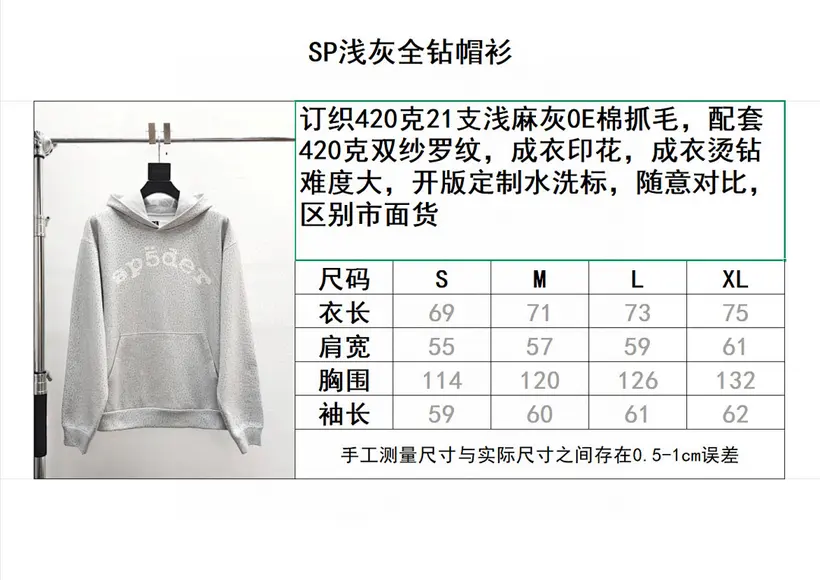 SP浅灰全钻帽衫
订织420克21支浅麻灰OE棉抓毛，配套
420克双纱罗纹，成衣印花，成衣烫钻
难度大，开版定制水洗标，随意对比，
区别市面货
sp5der
尺码 S M L XL
衣长 69 71 73 75
肩宽 55 57 59 61
胸围 114 120 126 132
袖长 59 60 61 62
手工测量尺寸与实际尺寸之间存在0.5-1cm误差